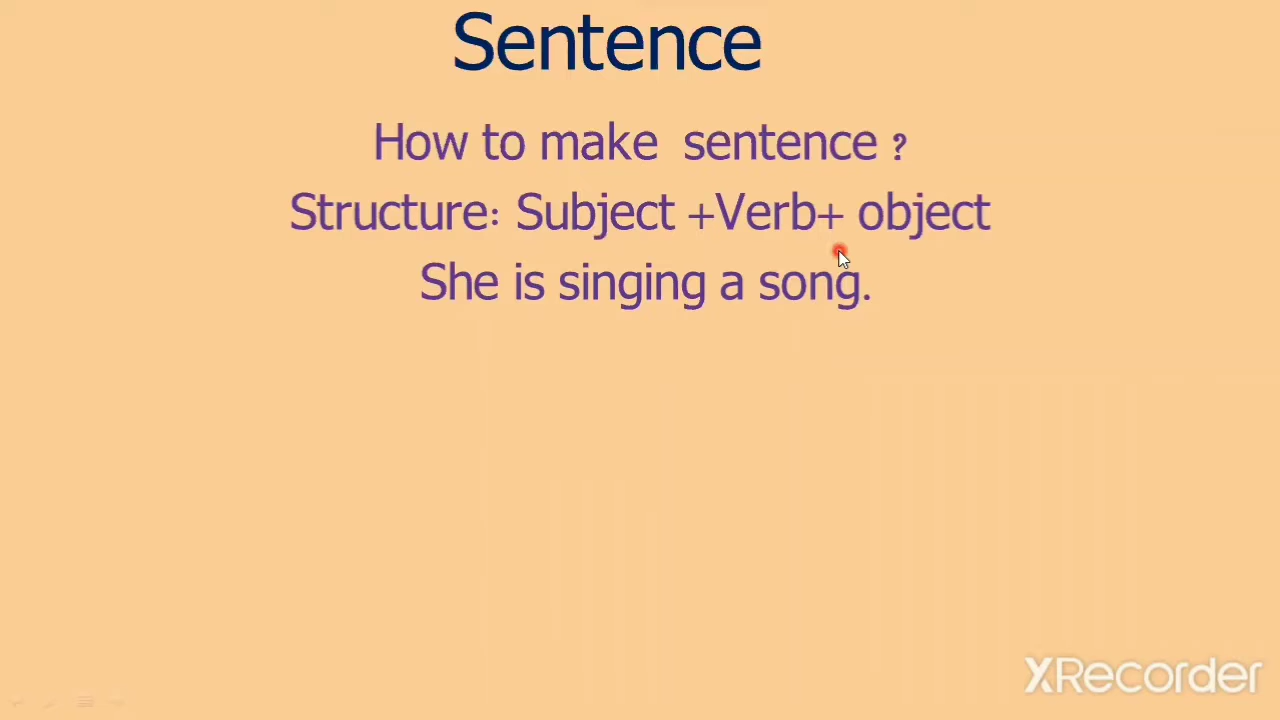 Sentence
How to make sentence ?
Structure: Subject +Verb+ object
She is singing a song.
XRecorder